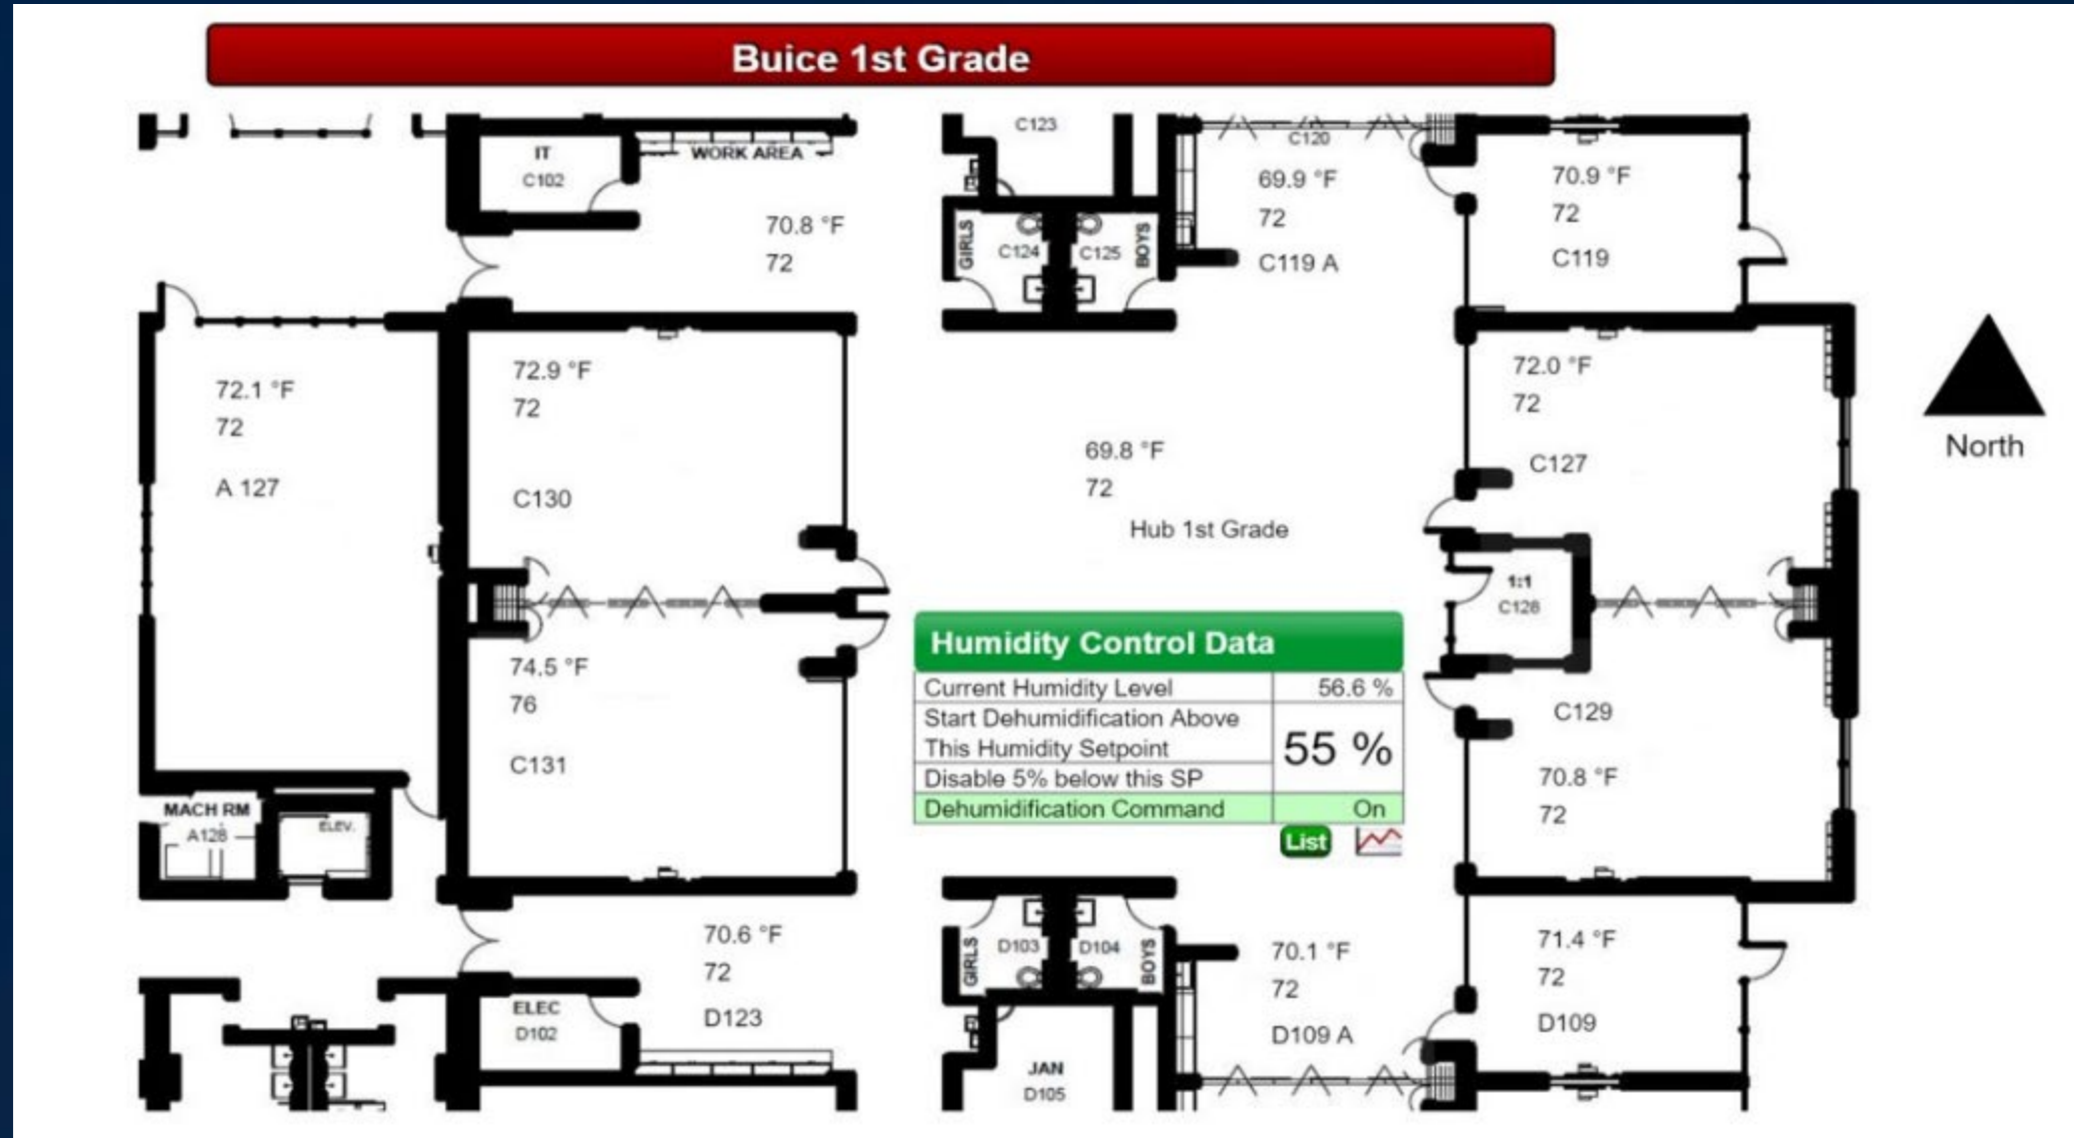 Buice 1st Grade
IT
C102
WORK AREA
70.8 °F
72
C123
GIRLS
C124
C125
BOYS
C120
69.9 °F
72
C119 A
70.9 °F
72
C119
72.1 °F
72
A 127
72.9 °F
72
C130
69.8 °F
72
Hub 1st Grade
72.0 °F
72
C127
North
1:1
C128
74.5 °F
76
C131
Humidity Control Data
Current Humidity Level 56.6 %
Start Dehumidification Above
This Humidity Setpoint 55 %
Disable 5% below this SP
Dehumidification Command On
List
C129
70.8 °F
72
MACH RM
A128
ELEV.
70.6 °F
72
D123
ELEC
D102
GIRLS
D103
D104
BOYS
JAN
D105
70.1 °F
72
D109 A
71.4 °F
72
D109